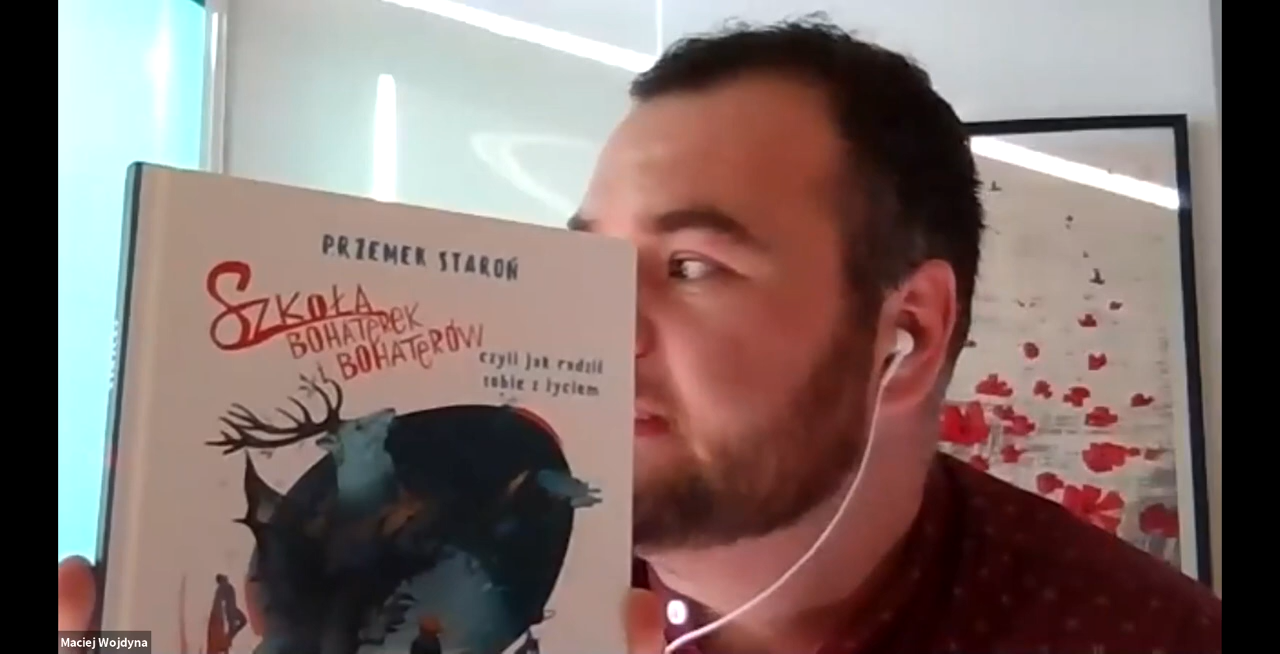 PRZEMEK STAROŃ
SZKOŁA
BOHATEREK
BOHATERÓW
czyli jak radzić
sobie z życiem
Maciej Wojdyna